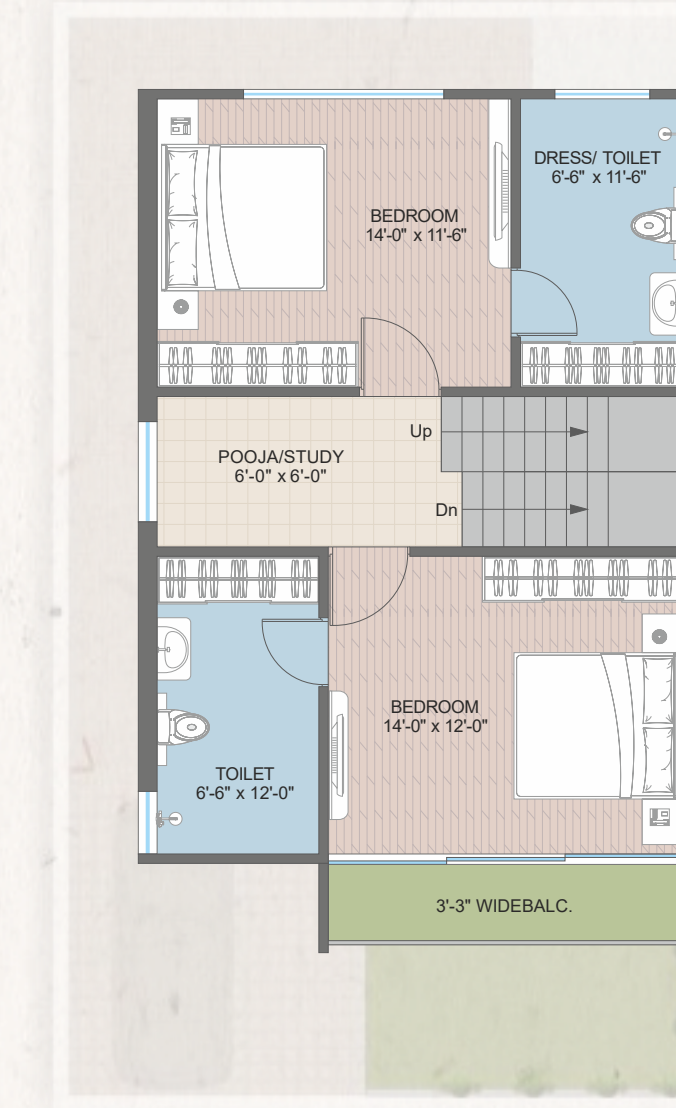 DRESS/ TOILET
6'-6" x 11'-6"
BEDROOM
14'-0" x 11'-6"
Up
POOJA/STUDY
6'-0" x 6'-0"
Dn
BEDROOM
14'-0" x 12'-0"
TOILET
6'-6" x 12'-0"
3'-3" WIDEBALC.